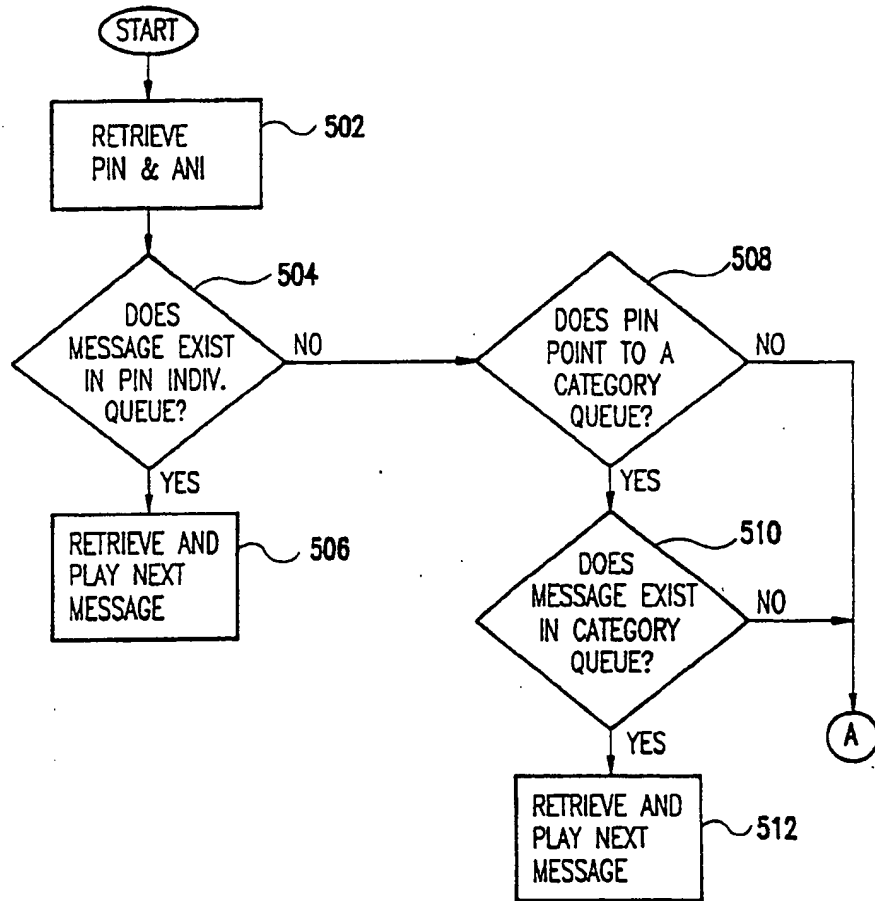 START
RETRIEVE
PIN & ANI
502
DOES
MESSAGE EXIST
IN PIN INDIV.
QUEUE?
504
NO
YES
RETRIEVE AND
PLAY NEXT
MESSAGE
506
DOES PIN
POINT TO A
CATEGORY
QUEUE?
508
NO
YES
DOES
MESSAGE EXIST
IN CATEGORY
QUEUE?
510
NO
YES
A
RETRIEVE AND
PLAY NEXT
MESSAGE
512